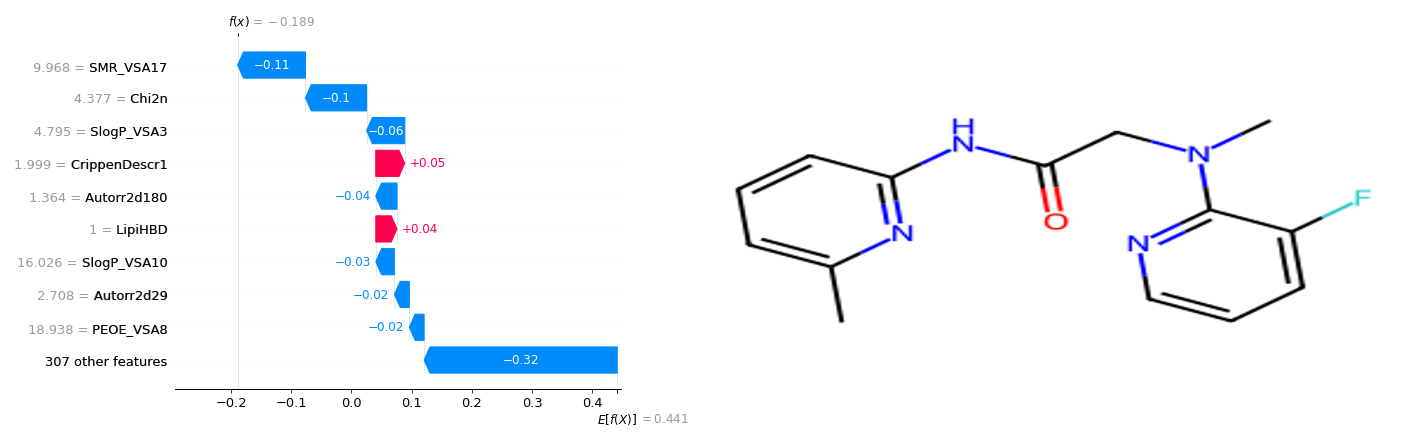 f(x) = −0.189
9.968 = SMR_VSA17
−0.11
4.377 = Chi2n
−0.1
4.795 = SlogP_VSA3
−0.06
1.999 = CrippenDescr1
+0.05
1.364 = Autorr2d180
−0.04
1 = LipiHBD
+0.04
16.026 = SlogP_VSA10
−0.03
2.708 = Autorr2d29
−0.02
18.938 = PEOE_VSA8
−0.02
307 other features
−0.32
−0.2 −0.1 0.0 0.1 0.2 0.3 0.4
E[f(X)] = 0.441
H
N
O
N
N
N
F